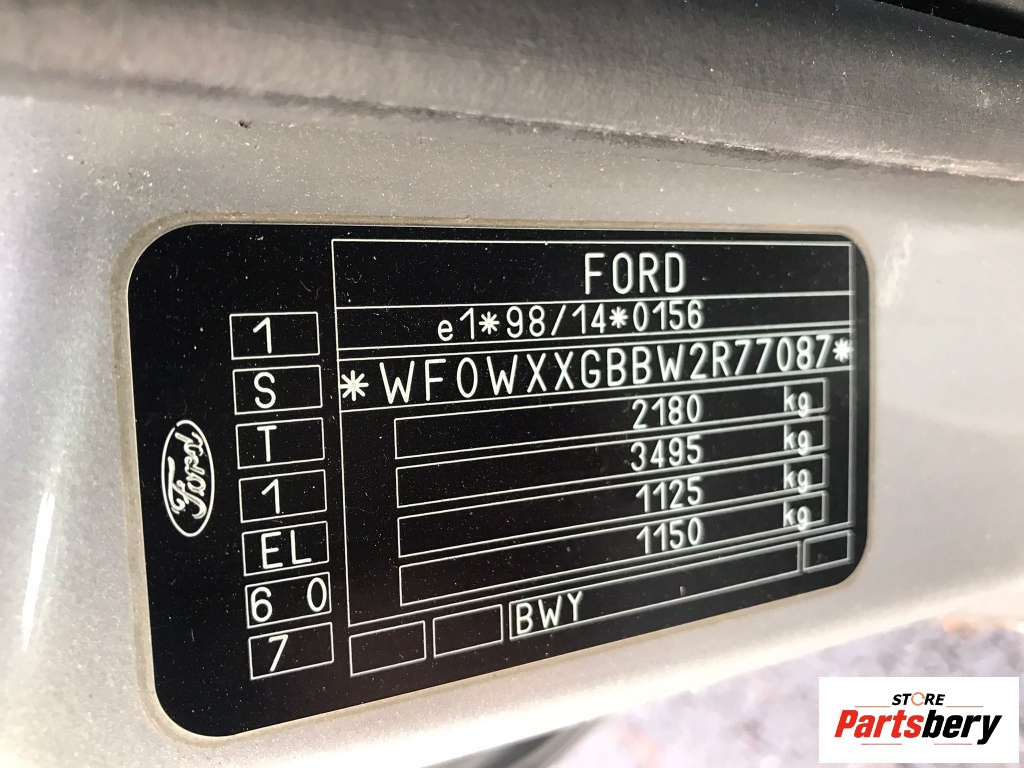 FORD
e1*98/14*0156
*WF0WXXGBBW2R77087*
2180 kg
3495 kg
1125 kg
1150 kg
BWY
1
S
T
1
EL
6 0
7
Ford
STORE
Partsbery